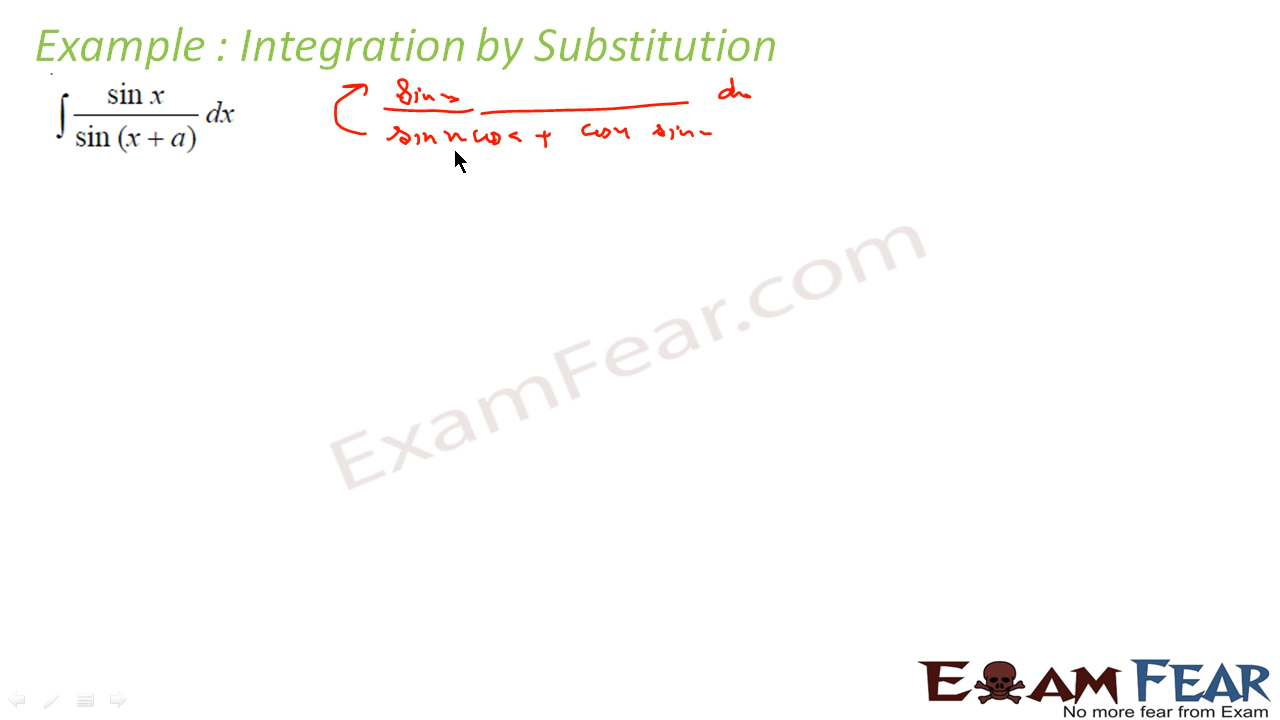 Example : Integration by Substitution
∫ sin x / sin (x + a) dx
sin x / sin x cos a + cos x sin a dx
ExamFear.com
EXAM FEAR
No more fear from Exam